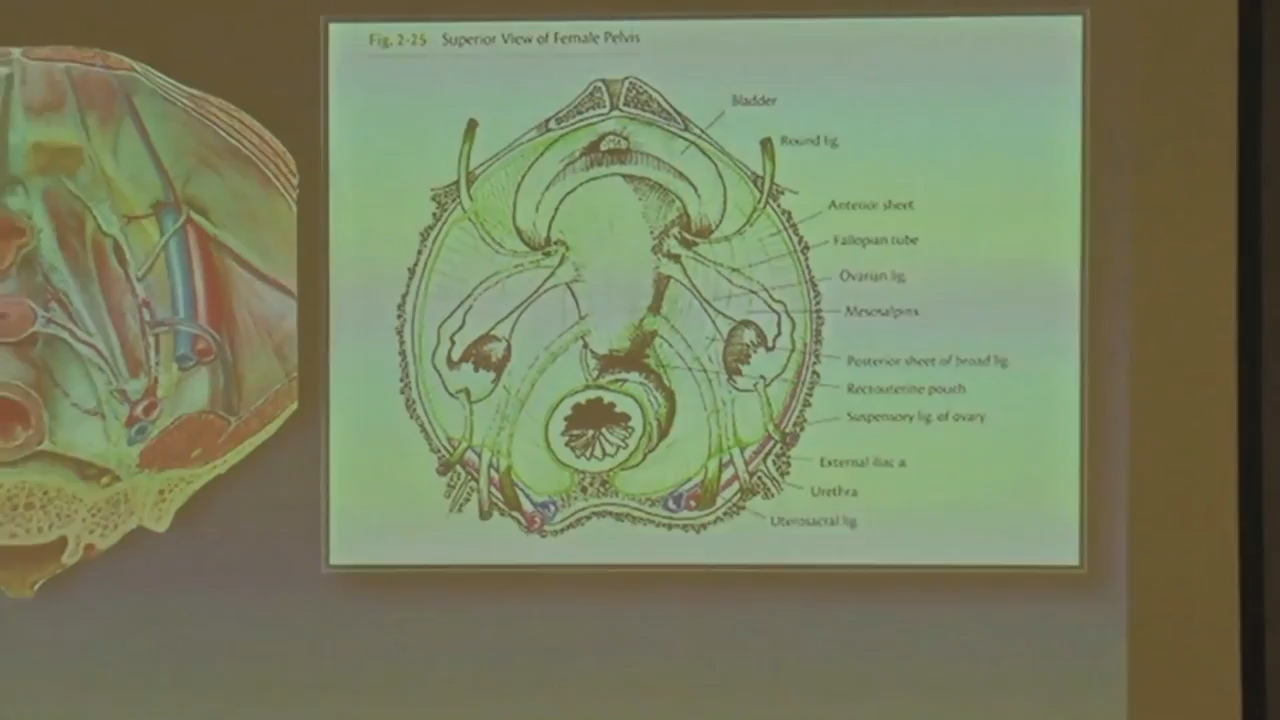 Fig. 2-25 Superior View of Female Pelvis
Bladder
Round lig.
Anterior sheet
Fallopian tube
Ovarian lig.
Mesosalpinx
Posterior sheet of broad lig.
Rectouterine pouch
Suspensory lig. of ovary
External iliac a.
Urethra
Uterosacral lig.